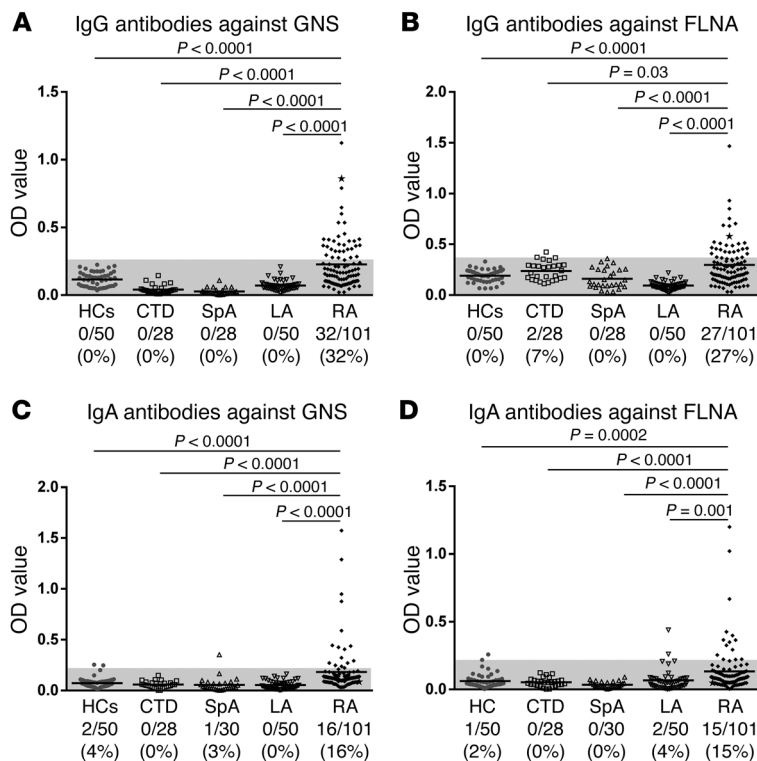 A IgG antibodies against GNS
P < 0.0001
P < 0.0001
P < 0.0001
P < 0.0001
OD value
1.5
1.0
0.5
0.0
HCs CTD SpA LA RA
0/50 0/28 0/28 0/50 32/101
(0%) (0%) (0%) (0%) (32%)
B IgG antibodies against FLNA
P < 0.0001
P = 0.03
P < 0.0001
P < 0.0001
OD value
2.0
1.5
1.0
0.5
0.0
HCs CTD SpA LA RA
0/50 2/28 0/28 0/50 27/101
(0%) (7%) (0%) (0%) (27%)
C IgA antibodies against GNS
P < 0.0001
P < 0.0001
P < 0.0001
P < 0.0001
OD value
2.0
1.5
1.0
0.5
0.0
HCs CTD SpA LA RA
2/50 0/28 1/30 0/50 16/101
(4%) (0%) (3%) (0%) (16%)
D IgA antibodies against FLNA
P = 0.0002
P < 0.0001
P < 0.0001
P = 0.001
OD value
1.5
1.0
0.5
0.0
HC CTD SpA LA RA
1/50 0/28 0/30 2/50 15/101
(2%) (0%) (0%) (4%) (15%)